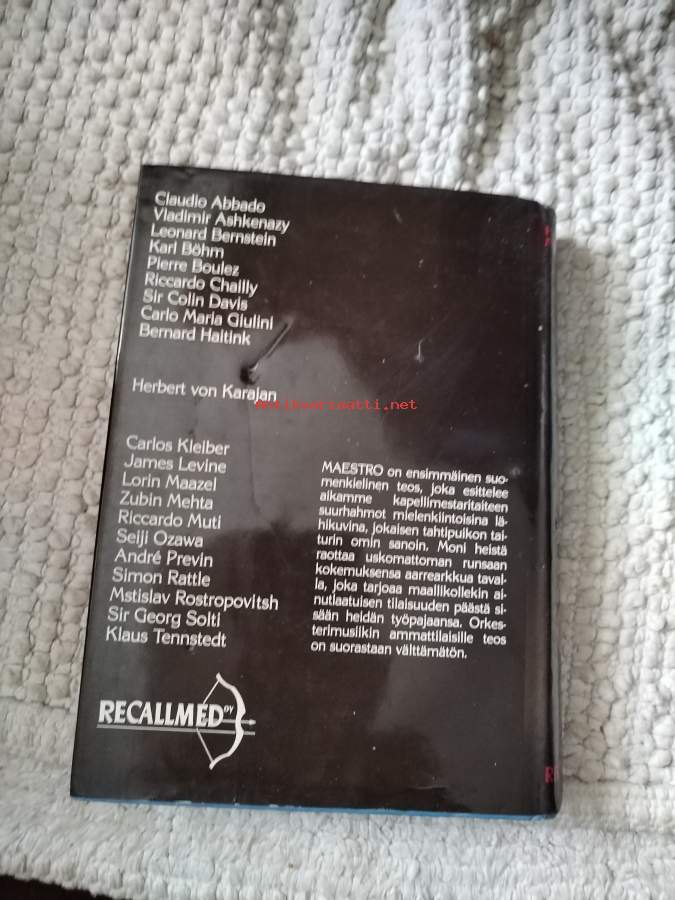 Claudio Abbado
Vladimir Ashkenazy
Leonard Bernstein
Karl Böhm
Pierre Boulez
Riccardo Chailly
Sir Colin Davis
Carlo Maria Giulini
Bernard Haitink
Herbert von Karajan
antikvariaatti.net
Carlos Kleiber
James Levine
Lorin Maazel
Zubin Mehta
Riccardo Muti
Seiji Ozawa
André Previn
Simon Rattle
Mstislav Rostropovitsh
Sir Georg Solti
Klaus Tennstedt
MAESTRO on ensimmäinen suo-
menkielinen teos, joka esittelee
aikamme kapellimestaritaiteen
suurhahmot mielenkiintoisina lä-
hikuvina, jokaisen tahtipuikon tai-
turin omin sanoin. Moni heistä
raottaa uskomattoman runsaan
kokemuksensa aarrearkkua taval-
la, joka tarjoaa maallikollekin ai-
nutlaatuisen tilaisuuden päästä si-
sään heidän työpajaansa. Orkes-
terimusiikin ammattilaisille teos
on suorastaan välttämätön.
RECALLMED OY